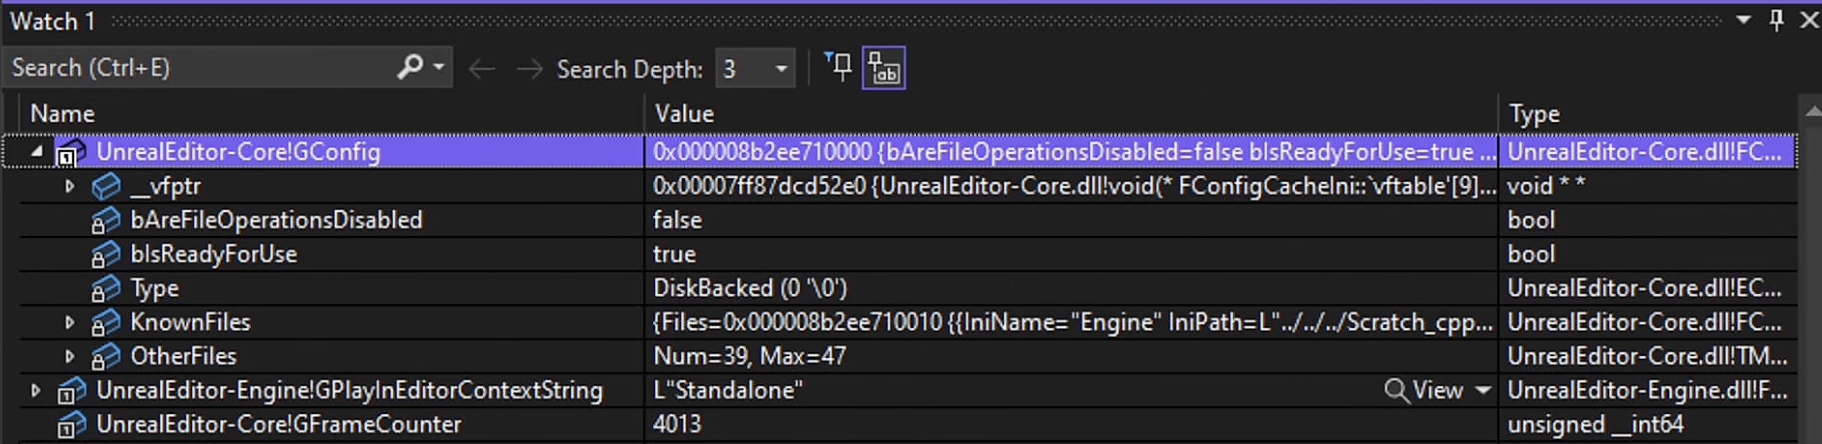 Watch 1
Search (Ctrl+E) Search Depth: 3
Name Value Type
UnrealEditor-Core!GConfig 0x000008b2ee710000 {bAreFileOperationsDisabled=false bIsReadyForUse=true ... UnrealEditor-Core.dll!FC...
__vfptr 0x00007ff87dcd52e0 {UnrealEditor-Core.dll!void(* FConfigCacheIni::`vftable'[9]... void * *
bAreFileOperationsDisabled false bool
bIsReadyForUse true bool
Type DiskBacked (0 '\0') UnrealEditor-Core.dll!EC...
KnownFiles {Files=0x000008b2ee710010 {{IniName="Engine" IniPath=L"../../../Scratch_cpp... UnrealEditor-Core.dll!FC...
OtherFiles Num=39, Max=47 UnrealEditor-Core.dll!TM...
UnrealEditor-Engine!GPlayInEditorContextString L"Standalone" View UnrealEditor-Engine.dll!F...
UnrealEditor-Core!GFrameCounter 4013 unsigned __int64